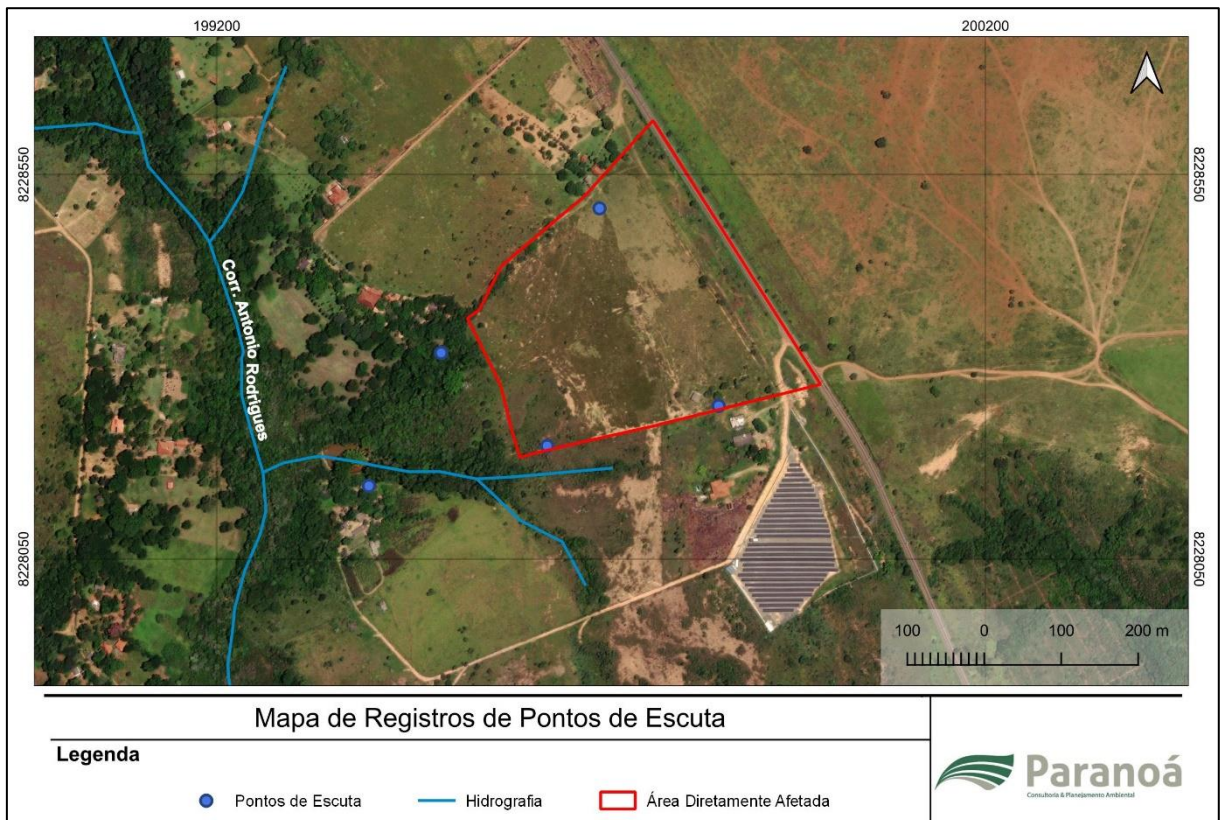 199200
200200
8228550
8228550
Corr. Antonio Rodrigues
8228050
8228050
100 0 100 200 m
Mapa de Registros de Pontos de Escuta
Legenda
Pontos de Escuta
Hidrografia
Área Diretamente Afetada
Paranoá
Consultoria & Planejamento Ambiental